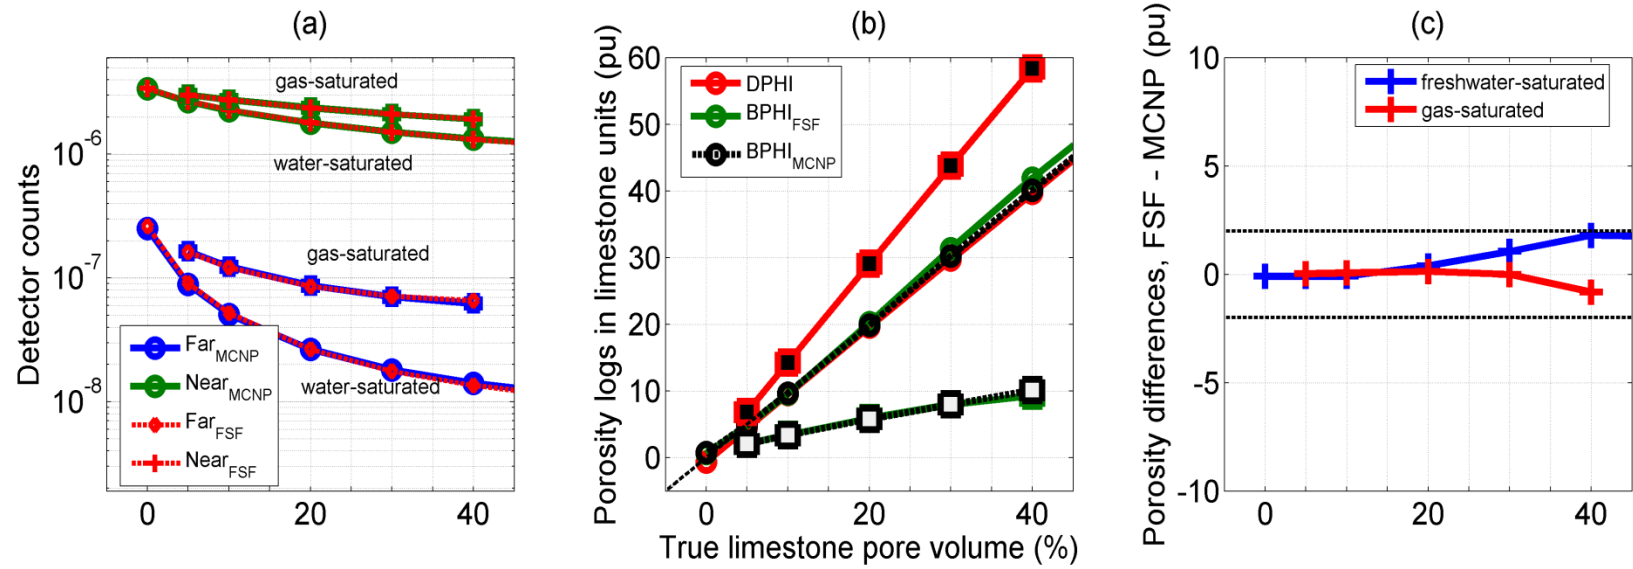 (a)
Detector counts
10^-6
10^-7
10^-8
gas-saturated
water-saturated
gas-saturated
water-saturated
Far_MCNP
Near_MCNP
Far_FSF
Near_FSF
0 20 40
(b)
Porosity logs in limestone units (pu)
60
50
40
30
20
10
0
DPHI
BPHI_FSF
BPHI_MCNP
0 20 40
True limestone pore volume (%)
(c)
Porosity differences, FSF - MCNP (pu)
10
5
0
-5
-10
freshwater-saturated
gas-saturated
0 20 40